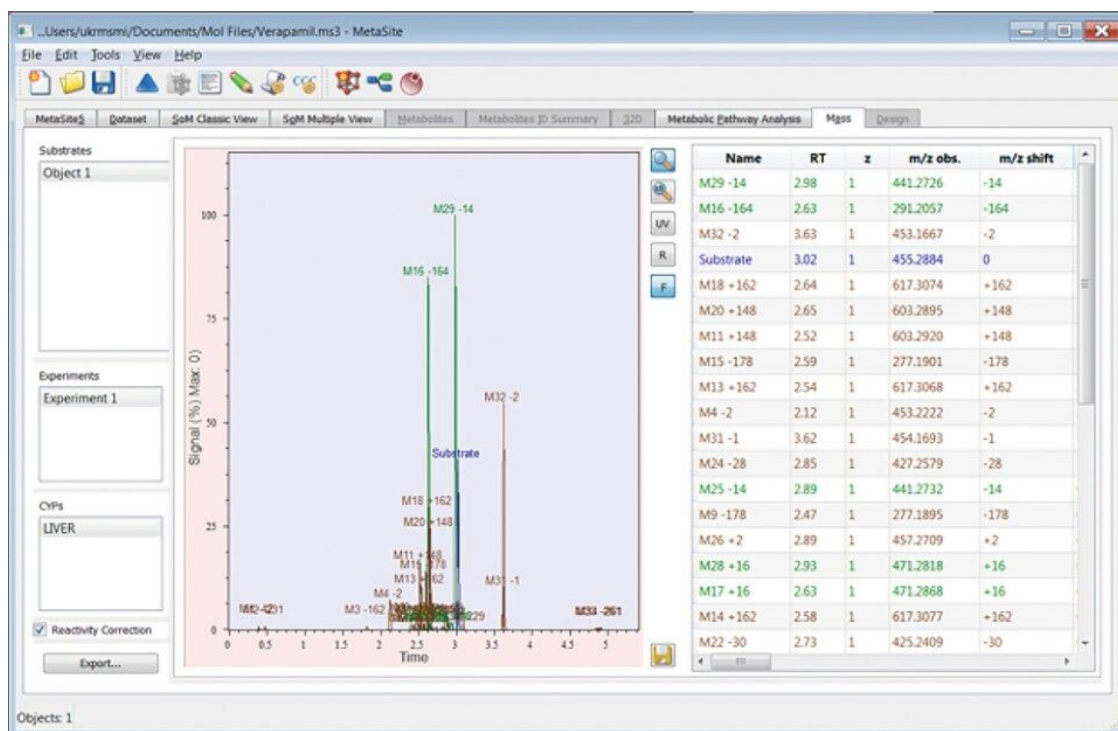 ...Users/ukrmsmi/Documents/Mol Files/Verapamil.ms3 - MetaSite
File Edit Tools View Help
CGC
MetaSite5 Dataset SoM Classic View SoM Multiple View Metabolites Metabolites ID Summary 32D Metabolic Pathway Analysis Mass Design
Substrates
Object 1
Experiments
Experiment 1
CYPs
LIVER
Reactivity Correction
Export...
Signal (%) Max: 0)
100
75
50
25
0
M29 -14
M16 -164
M32 -2
Substrate
M18 +162
M20 +148
M11 +148
M15 -178
M13 +162
M31 -1
M4 -2
M3 -162
0 0.5 1 1.5 2 2.5 3 3.5 4 4.5 5
Time
UV
R
F
Name RT z m/z obs. m/z shift
M29 -14 2.98 1 441.2726 -14
M16 -164 2.63 1 291.2057 -164
M32 -2 3.63 1 453.1667 -2
Substrate 3.02 1 455.2884 0
M18 +162 2.64 1 617.3074 +162
M20 +148 2.65 1 603.2895 +148
M11 +148 2.52 1 603.2920 +148
M15 -178 2.59 1 277.1901 -178
M13 +162 2.54 1 617.3068 +162
M4 -2 2.12 1 453.2222 -2
M31 -1 3.62 1 454.1693 -1
M24 -28 2.85 1 427.2579 -28
M25 -14 2.89 1 441.2732 -14
M9 -178 2.47 1 277.1895 -178
M26 +2 2.89 1 457.2709 +2
M28 +16 2.93 1 471.2818 +16
M17 +16 2.63 1 471.2868 +16
M14 +162 2.58 1 617.3077 +162
M22 -30 2.73 1 425.2409 -30
Objects: 1